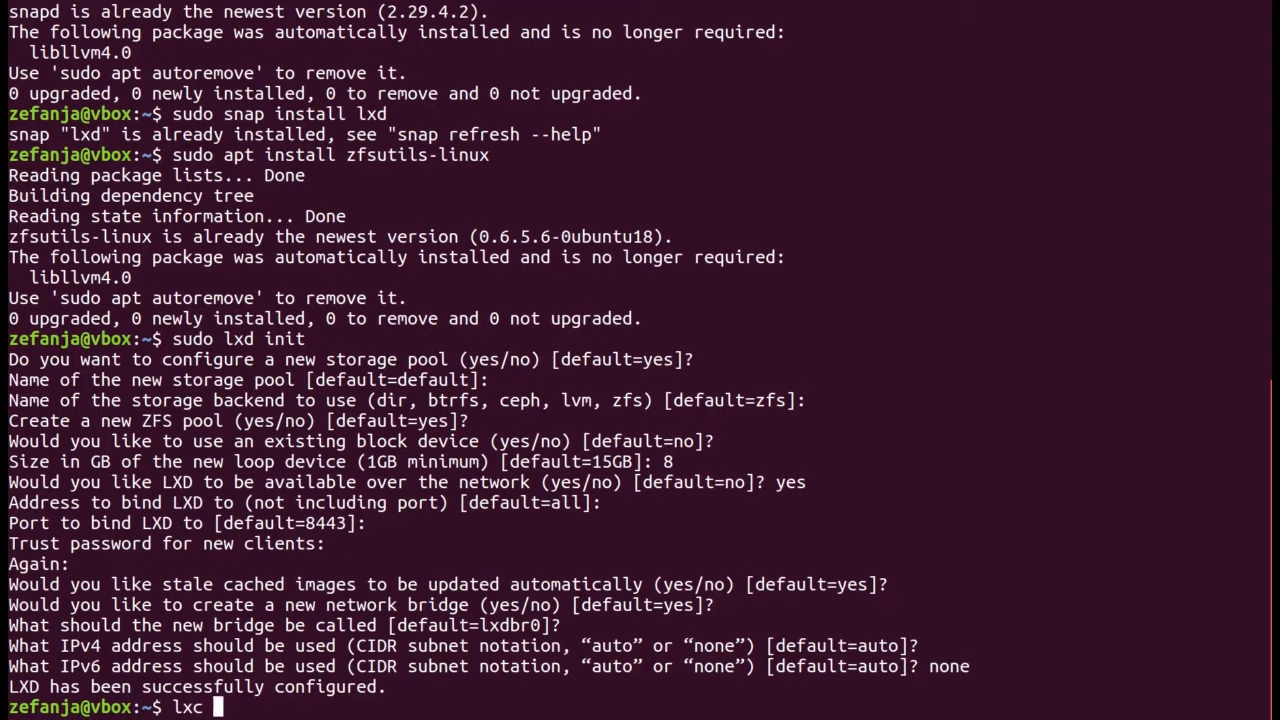 snapd is already the newest version (2.29.4.2).
The following package was automatically installed and is no longer required:
  libllvm4.0
Use 'sudo apt autoremove' to remove it.
0 upgraded, 0 newly installed, 0 to remove and 0 not upgraded.
zefanja@vbox:~$ sudo snap install lxd
snap "lxd" is already installed, see "snap refresh --help"
zefanja@vbox:~$ sudo apt install zfsutils-linux
Reading package lists... Done
Building dependency tree
Reading state information... Done
zfsutils-linux is already the newest version (0.6.5.6-0ubuntu18).
The following package was automatically installed and is no longer required:
  libllvm4.0
Use 'sudo apt autoremove' to remove it.
0 upgraded, 0 newly installed, 0 to remove and 0 not upgraded.
zefanja@vbox:~$ sudo lxd init
Do you want to configure a new storage pool (yes/no) [default=yes]?
Name of the new storage pool [default=default]:
Name of the storage backend to use (dir, btrfs, ceph, lvm, zfs) [default=zfs]:
Create a new ZFS pool (yes/no) [default=yes]?
Would you like to use an existing block device (yes/no) [default=no]?
Size in GB of the new loop device (1GB minimum) [default=15GB]: 8
Would you like LXD to be available over the network (yes/no) [default=no]? yes
Address to bind LXD to (not including port) [default=all]:
Port to bind LXD to [default=8443]:
Trust password for new clients:
Again:
Would you like stale cached images to be updated automatically (yes/no) [default=yes]?
Would you like to create a new network bridge (yes/no) [default=yes]?
What should the new bridge be called [default=lxdbr0]?
What IPv4 address should be used (CIDR subnet notation, “auto” or “none”) [default=auto]?
What IPv6 address should be used (CIDR subnet notation, “auto” or “none”) [default=auto]? none
LXD has been successfully configured.
zefanja@vbox:~$ lxc